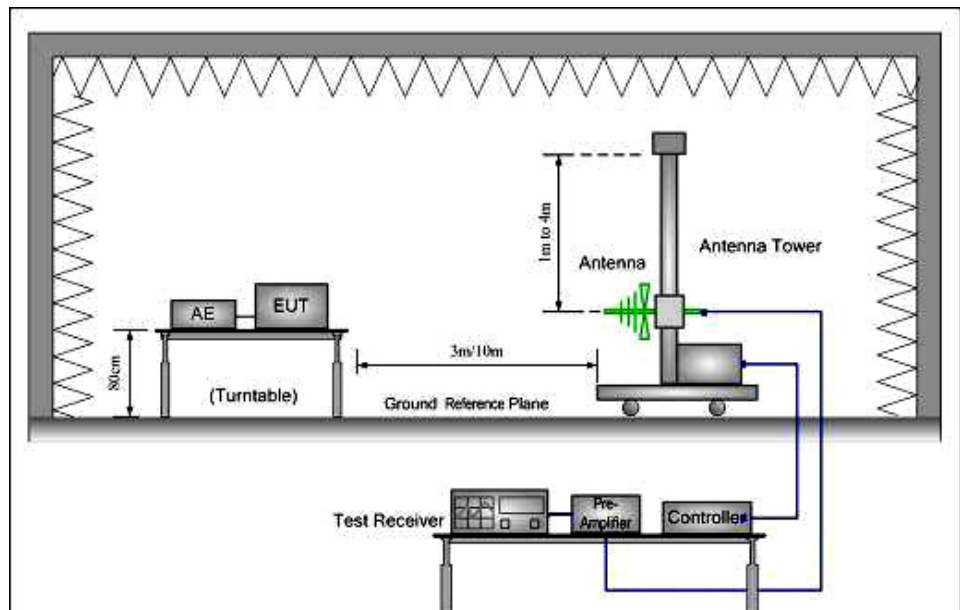 1m to 4m
Antenna Tower
Antenna
AE
EUT
3m/10m
80cm
(Turntable)
Ground Reference Plane
Test Receiver
Pre-
Amplifier
Controller